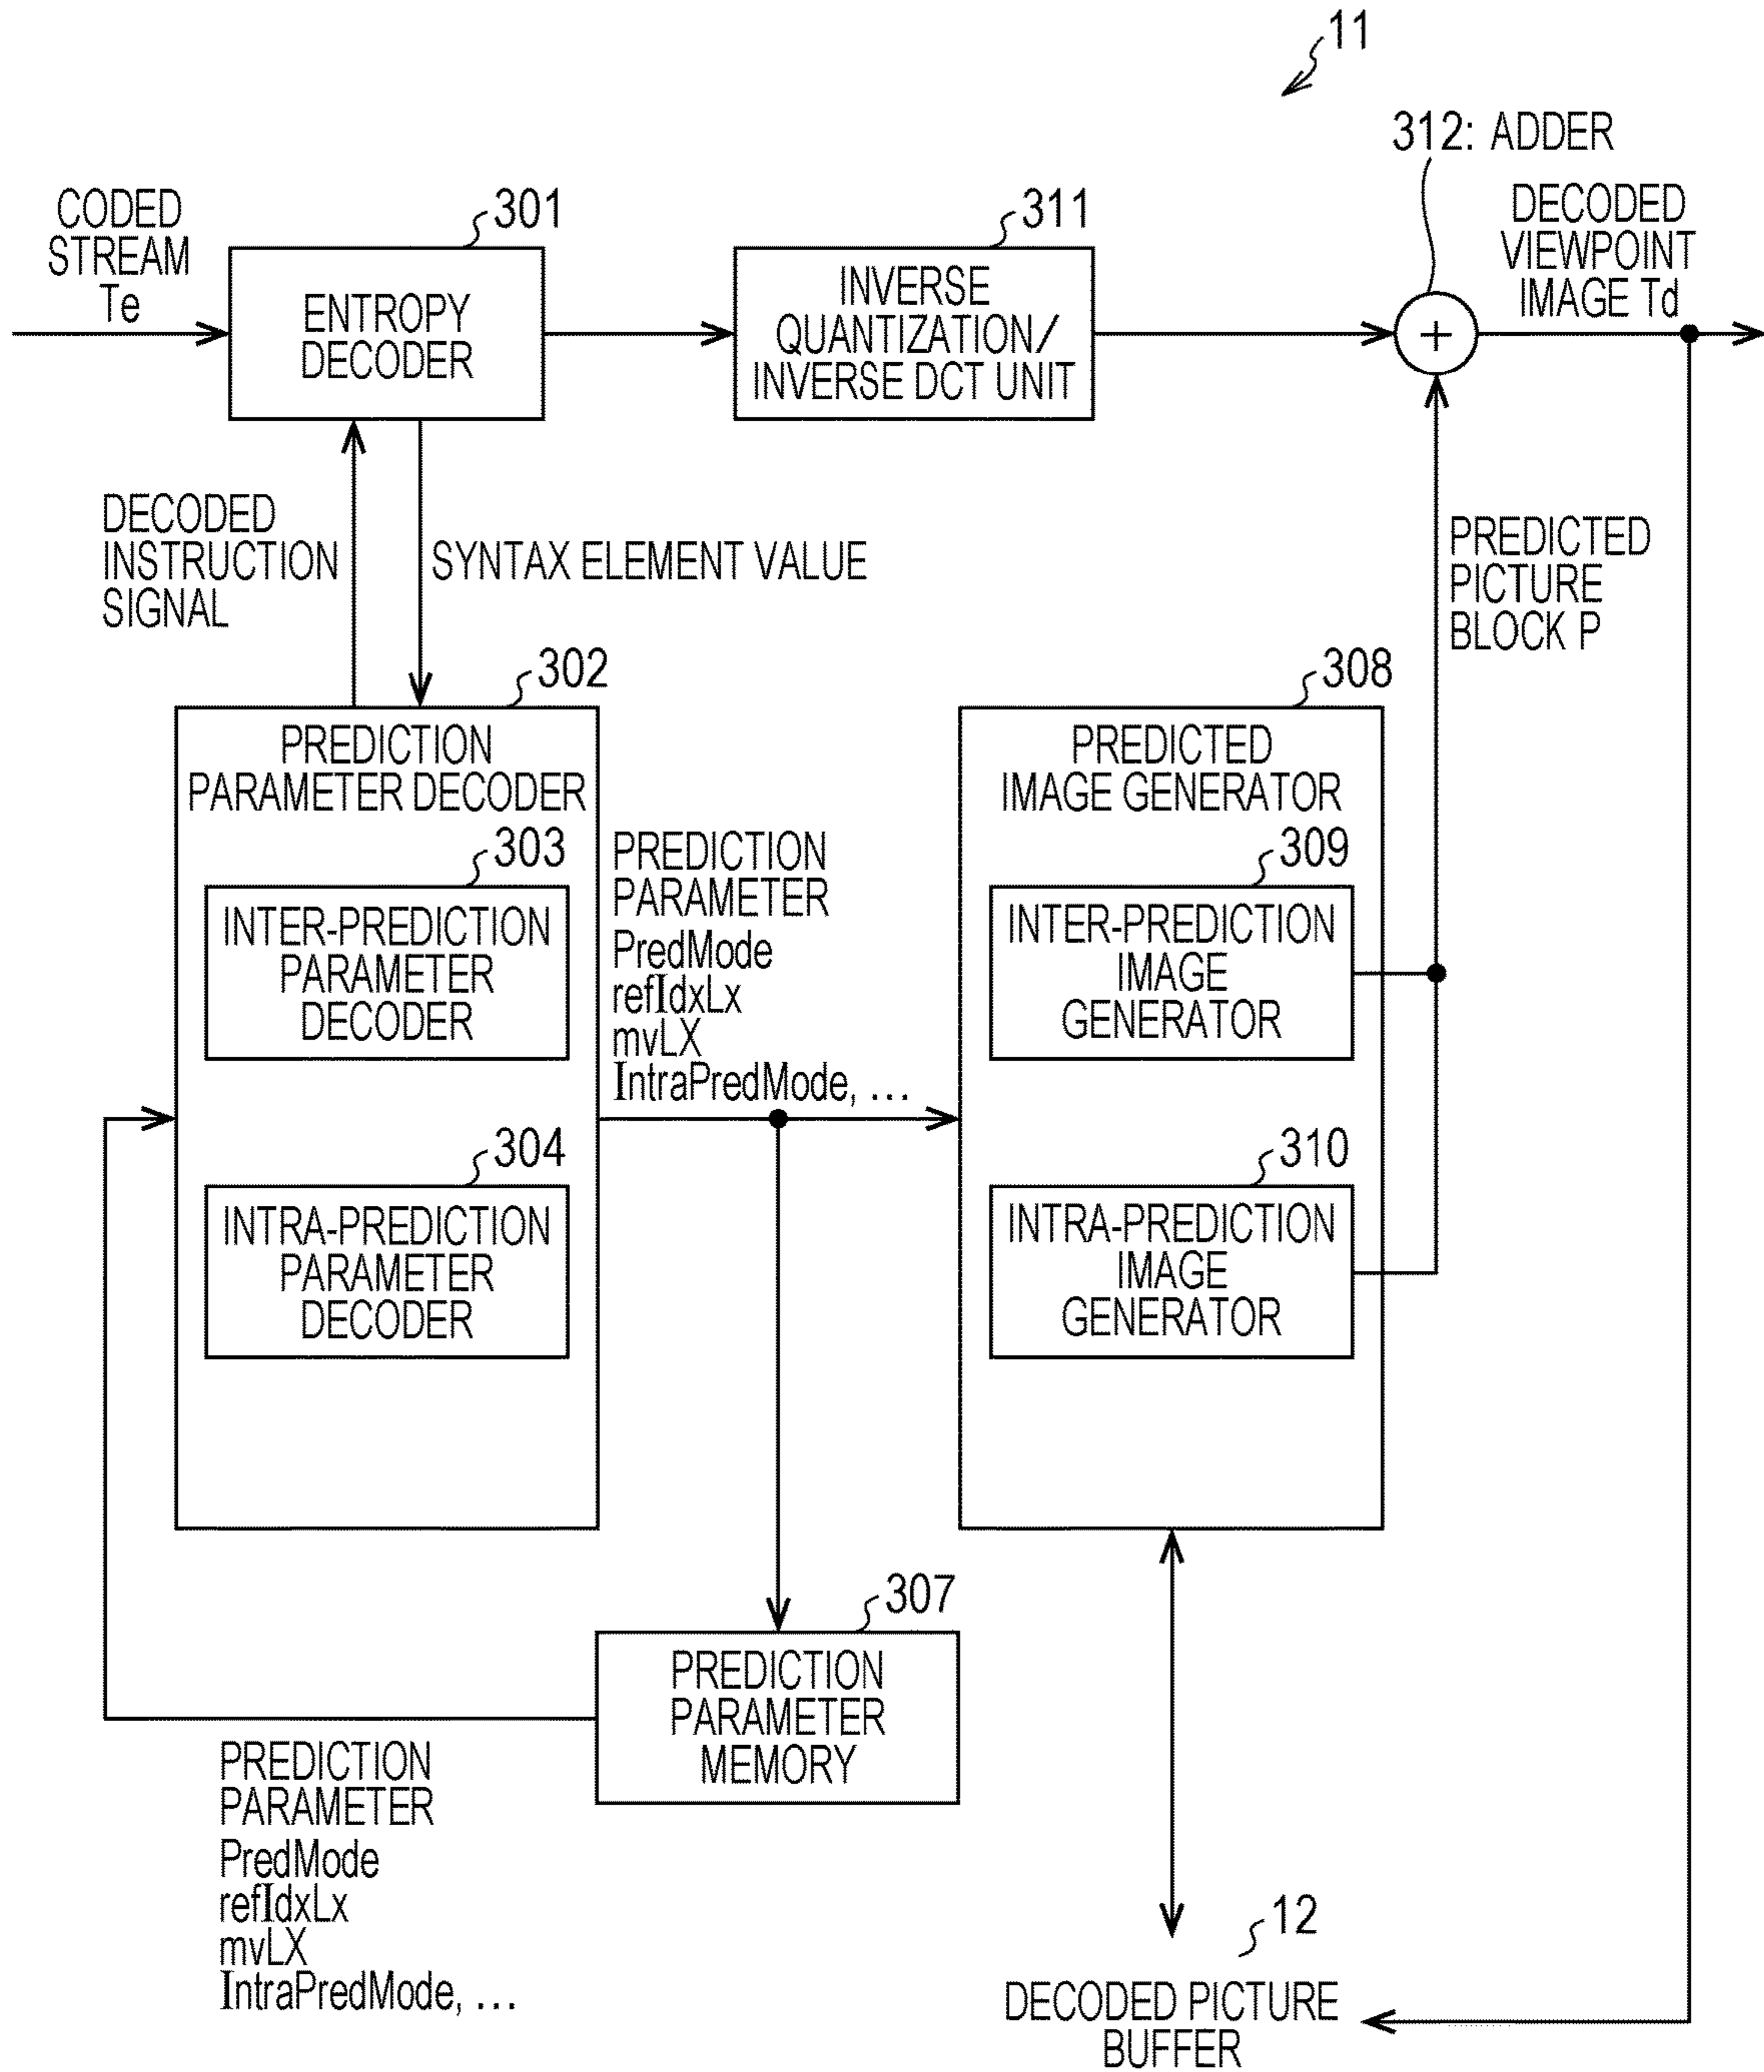 11
312: ADDER
CODED
STREAM
Te
301
311
DECODED
VIEWPOINT
IMAGE Td
ENTROPY
DECODER
INVERSE
QUANTIZATION/
INVERSE DCT UNIT
+
DECODED
INSTRUCTION
SIGNAL
SYNTAX ELEMENT VALUE
PREDICTED
PICTURE
BLOCK P
302
308
PREDICTION
PARAMETER DECODER
PREDICTED
IMAGE GENERATOR
303
PREDICTION
PARAMETER
PredMode
refIdxLx
mvLX
IntraPredMode, ...
309
INTER-PREDICTION
PARAMETER
DECODER
INTER-PREDICTION
IMAGE
GENERATOR
304
310
INTRA-PREDICTION
PARAMETER
DECODER
INTRA-PREDICTION
IMAGE
GENERATOR
307
PREDICTION
PARAMETER
MEMORY
PREDICTION
PARAMETER
PredMode
refIdxLx
mvLX
IntraPredMode, ...
12
DECODED PICTURE
BUFFER